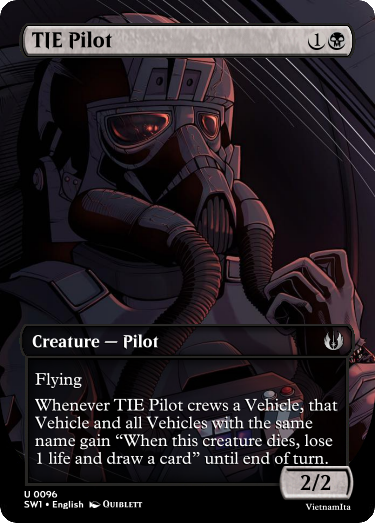 TIE Pilot 1
Creature — Pilot
Flying
Whenever TIE Pilot crews a Vehicle, that
Vehicle and all Vehicles with the same
name gain “When this creature dies, lose
1 life and draw a card” until end of turn.
2/2
U 0096
SW1 • English Quiblett
VietnamIta